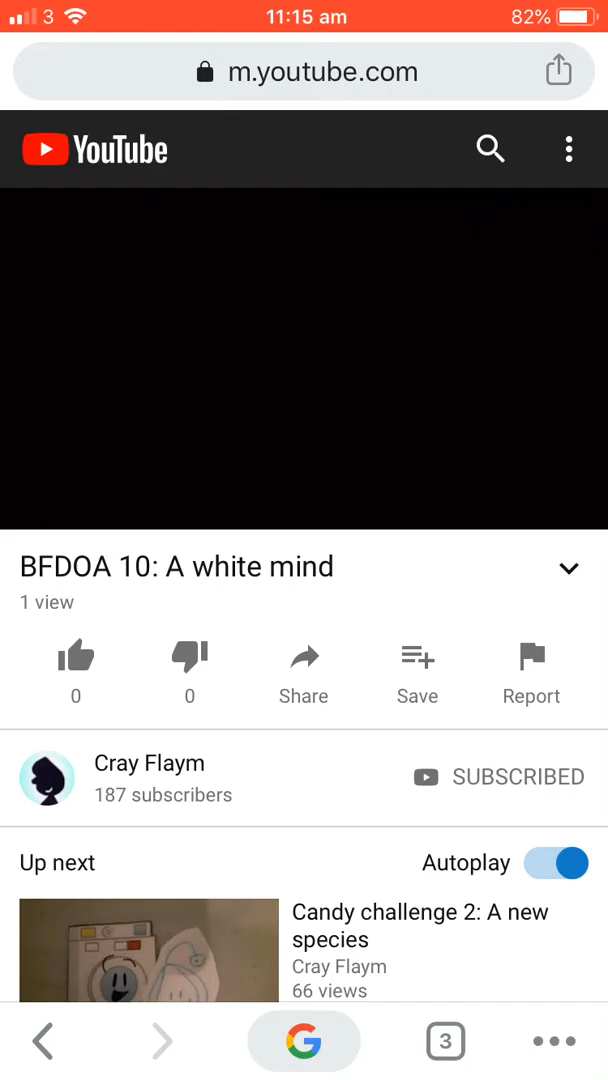 3 11:15 am 82%
m.youtube.com
YouTube
BFDOA 10: A white mind
1 view
0 0 Share Save Report
Cray Flaym
187 subscribers
SUBSCRIBED
Up next Autoplay
Candy challenge 2: A new
species
Cray Flaym
66 views
3